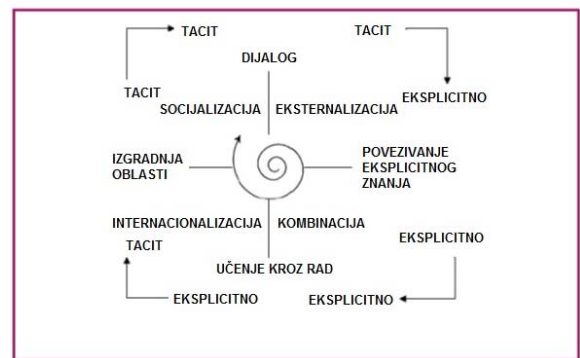 TACIT
TACIT
DIJALOG
TACIT
EKSPLICITNO
SOCIJALIZACIJA
EKSTERNALIZACIJA
IZGRADNJA
OBLASTI
POVEZIVANJE
EKSPLICITNOG
ZNANJA
INTERNACIONALIZACIJA
KOMBINACIJA
TACIT
EKSPLICITNO
UČENJE KROZ RAD
EKSPLICITNO
EKSPLICITNO